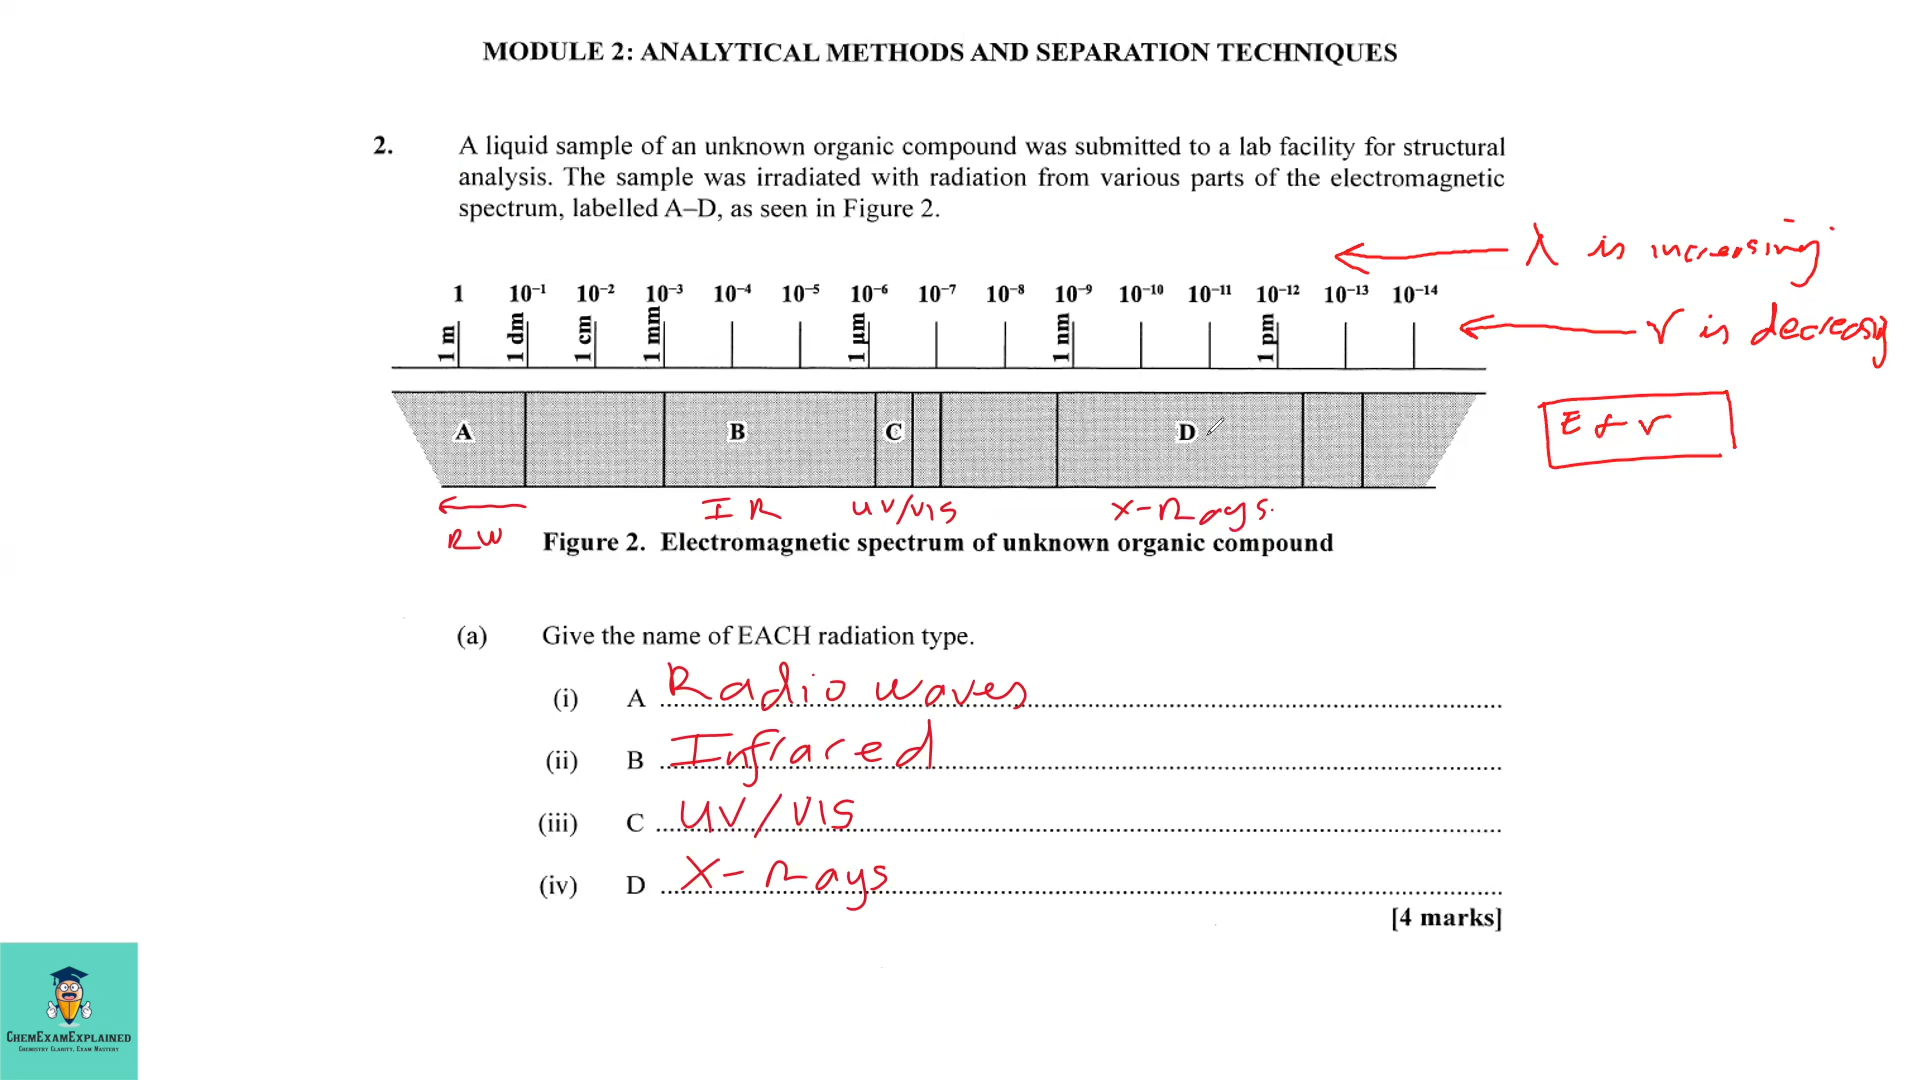 MODULE 2: ANALYTICAL METHODS AND SEPARATION TECHNIQUES
2. A liquid sample of an unknown organic compound was submitted to a lab facility for structural
analysis. The sample was irradiated with radiation from various parts of the electromagnetic
spectrum, labelled A–D, as seen in Figure 2.
λ is increasing
1 10⁻¹ 10⁻² 10⁻³ 10⁻⁴ 10⁻⁵ 10⁻⁶ 10⁻⁷ 10⁻⁸ 10⁻⁹ 10⁻¹⁰ 10⁻¹¹ 10⁻¹² 10⁻¹³ 10⁻¹⁴
1 m 1 dm 1 cm 1 mm 1 μm 1 nm 1 pm
ν is decreasing
A B C D
E α ν
RW IR UV/VIS X-Rays.
Figure 2. Electromagnetic spectrum of unknown organic compound
(a) Give the name of EACH radiation type.
(i) A Radio waves
(ii) B Infrared
(iii) C UV/VIS
(iv) D X-Rays
[4 marks]
CHEMEXAMEXPLAINED
CHEMISTRY CLARITY, EXAM MASTERY